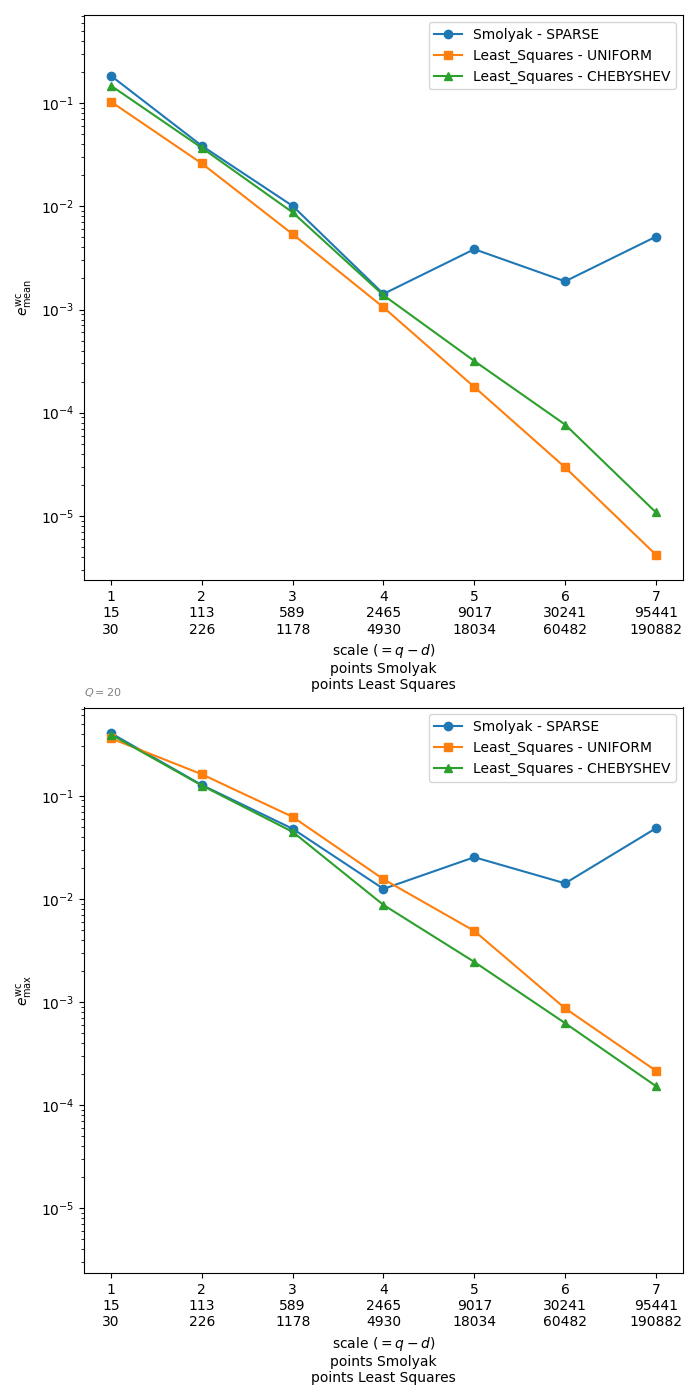 Smolyak - SPARSE
Least_Squares - UNIFORM
Least_Squares - CHEBYSHEV
10⁻¹
10⁻²
10⁻³
10⁻⁴
10⁻⁵
e^wc_mean
1 2 3 4 5 6 7
15 113 589 2465 9017 30241 95441
30 226 1178 4930 18034 60482 190882
scale (= q − d)
points Smolyak
points Least Squares
Q = 20
Smolyak - SPARSE
Least_Squares - UNIFORM
Least_Squares - CHEBYSHEV
10⁻¹
10⁻²
10⁻³
10⁻⁴
10⁻⁵
e^wc_max
1 2 3 4 5 6 7
15 113 589 2465 9017 30241 95441
30 226 1178 4930 18034 60482 190882
scale (= q − d)
points Smolyak
points Least Squares